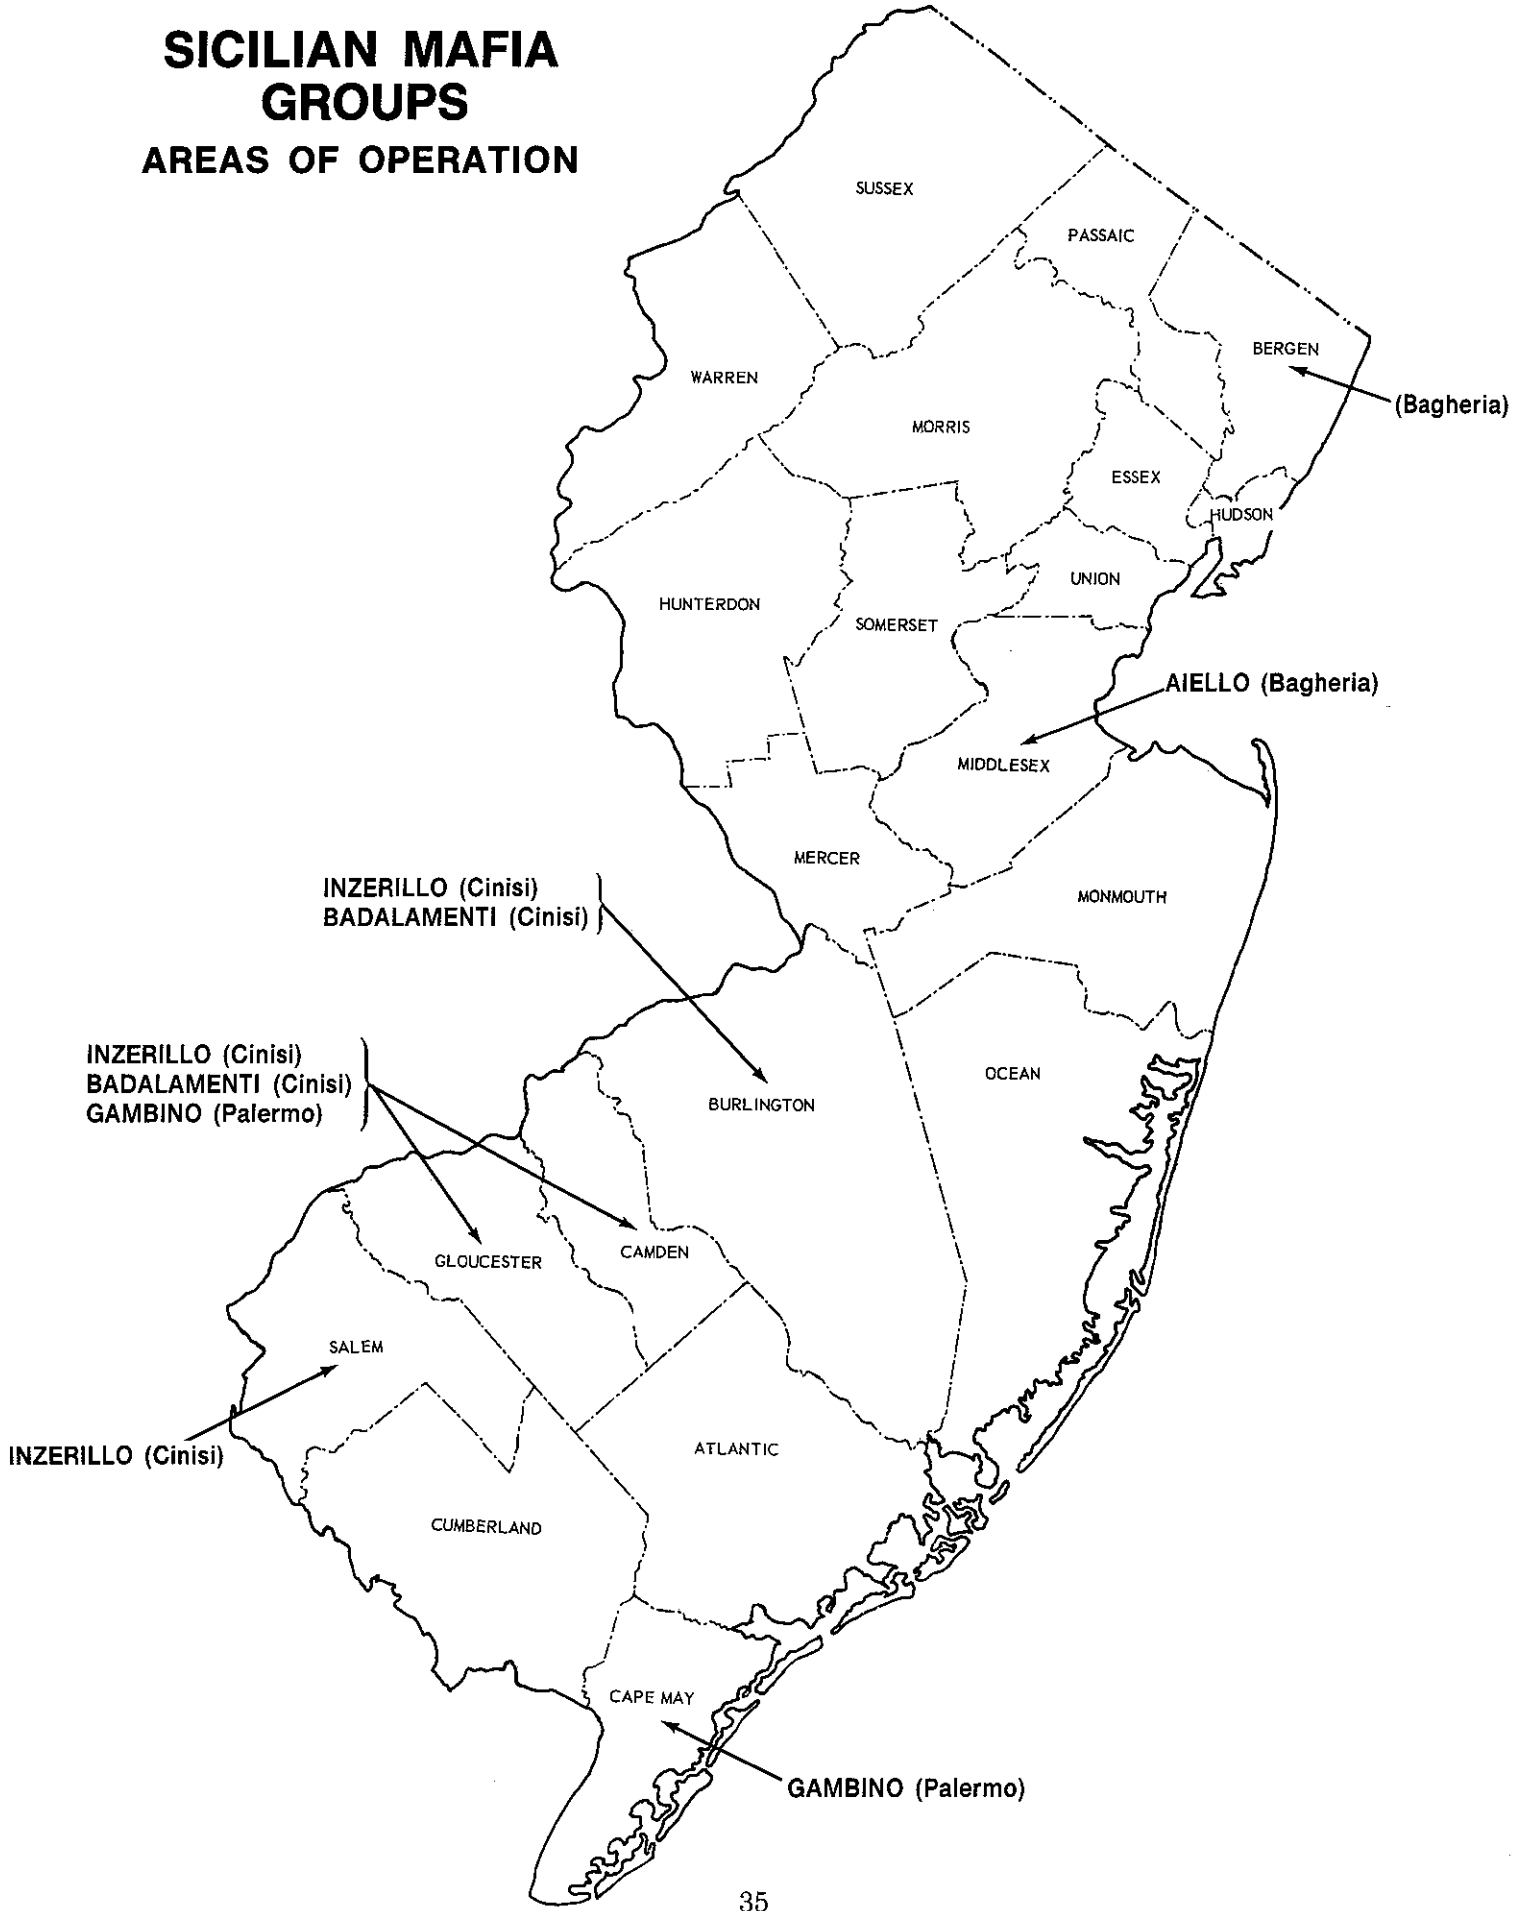 SICILIAN MAFIA
GROUPS
AREAS OF OPERATION
SUSSEX
PASSAIC
BERGEN
WARREN
(Bagheria)
MORRIS
ESSEX
HUDSON
UNION
HUNTERDON
SOMERSET
AIELLO (Bagheria)
MIDDLESEX
MERCER
INZERILLO (Cinisi)
BADALAMENTI (Cinisi)
MONMOUTH
INZERILLO (Cinisi)
BADALAMENTI (Cinisi)
GAMBINO (Palermo)
OCEAN
BURLINGTON
GLOUCESTER
CAMDEN
SALEM
INZERILLO (Cinisi)
ATLANTIC
CUMBERLAND
CAPE MAY
GAMBINO (Palermo)
35